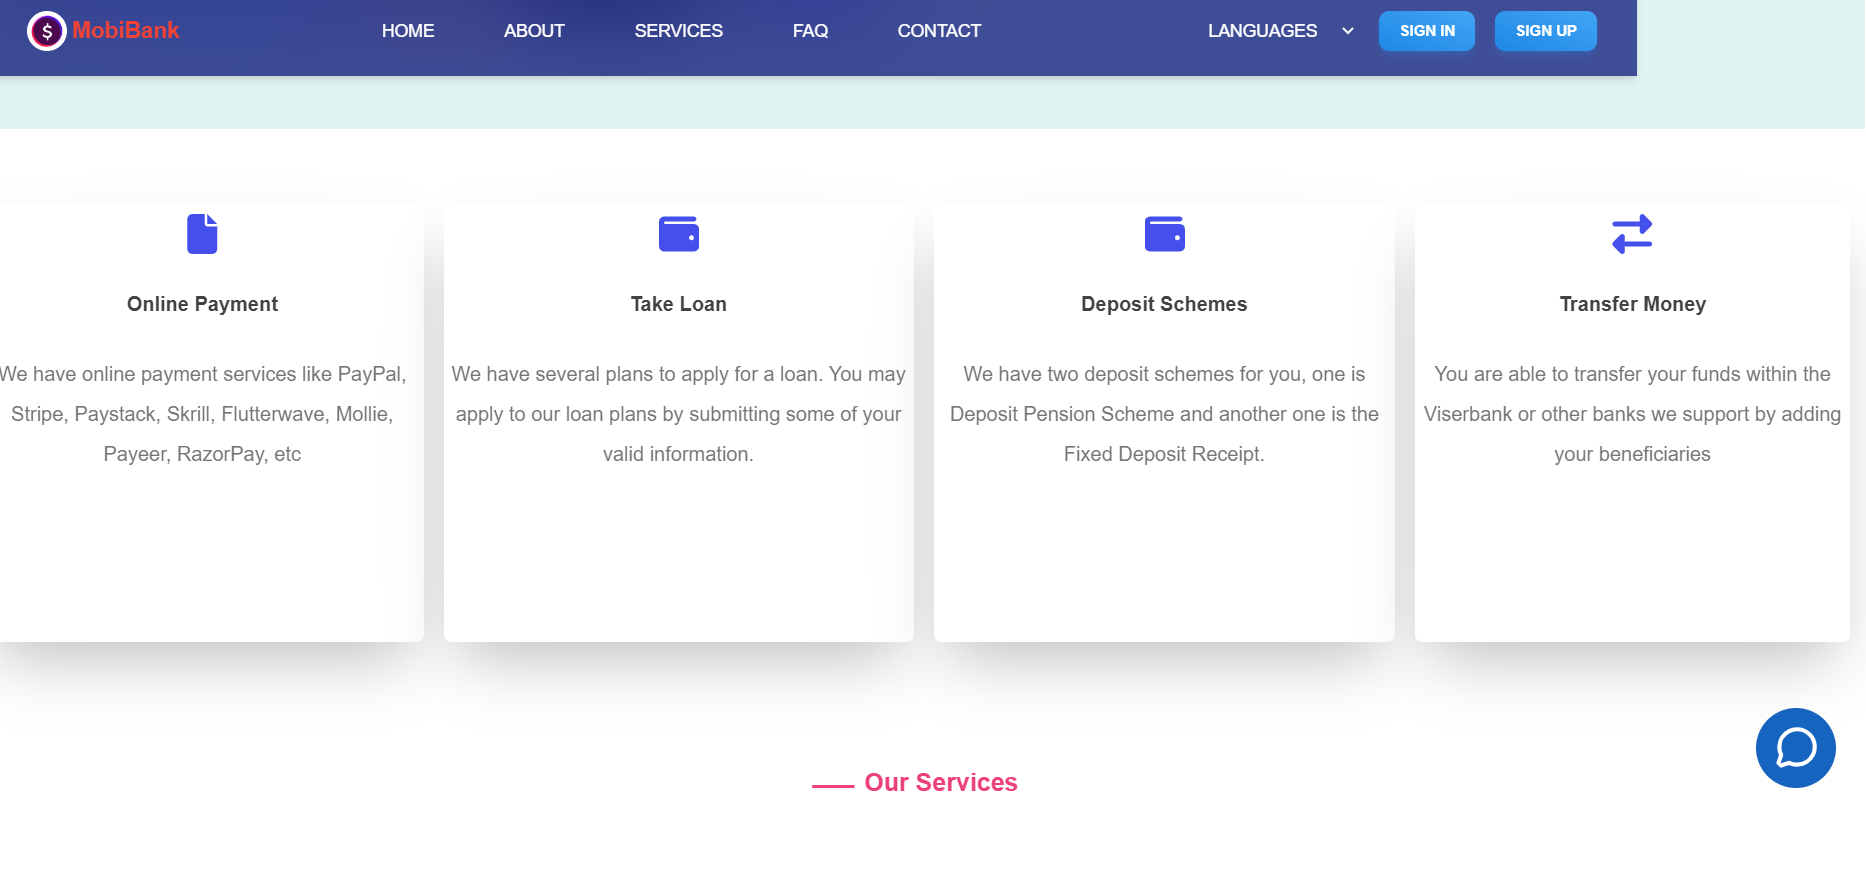 $ MobiBank
HOME ABOUT SERVICES FAQ CONTACT LANGUAGES SIGN IN SIGN UP
Online Payment
We have online payment services like PayPal,
Stripe, Paystack, Skrill, Flutterwave, Mollie,
Payeer, RazorPay, etc
Take Loan
We have several plans to apply for a loan. You may
apply to our loan plans by submitting some of your
valid information.
Deposit Schemes
We have two deposit schemes for you, one is
Deposit Pension Scheme and another one is the
Fixed Deposit Receipt.
Transfer Money
You are able to transfer your funds within the
Viserbank or other banks we support by adding
your beneficiaries
Our Services